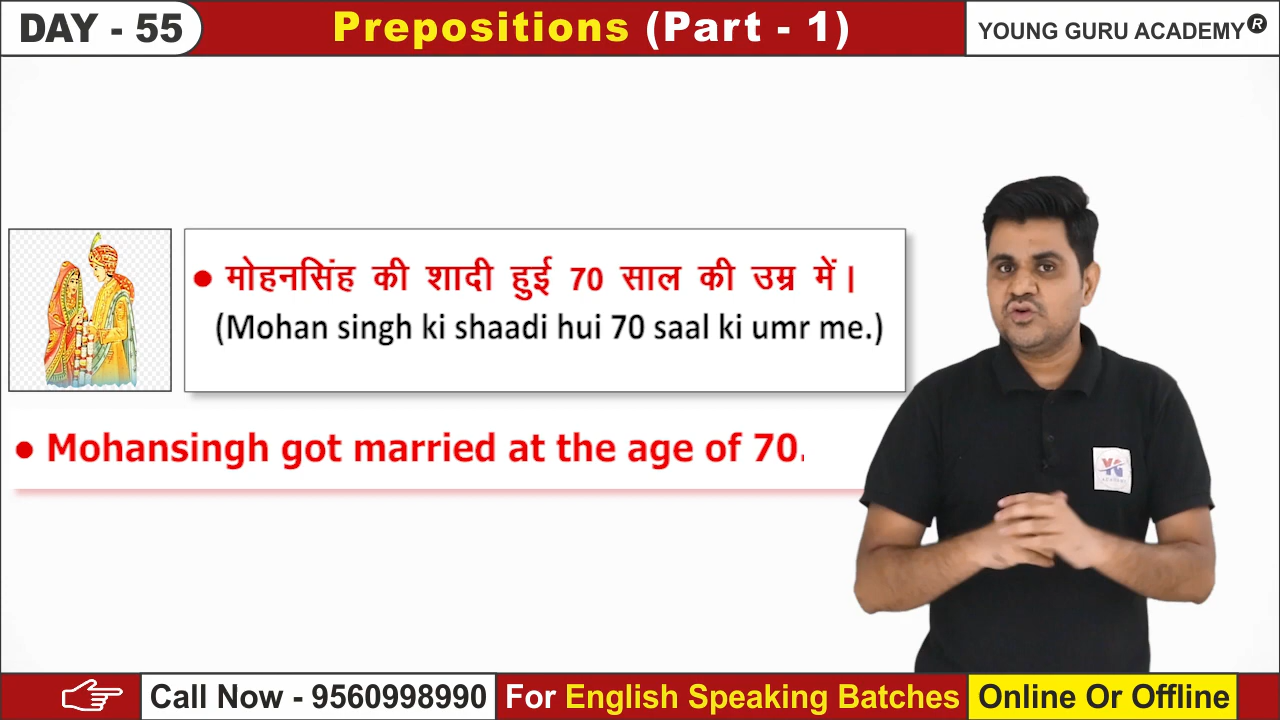 DAY - 55
Prepositions (Part - 1)
YOUNG GURU ACADEMY®
• मोहनसिंह की शादी हुई 70 साल की उम्र में।
(Mohan singh ki shaadi hui 70 saal ki umr me.)
• Mohansingh got married at the age of 70.
YG
Call Now - 9560998990 For English Speaking Batches Online Or Offline